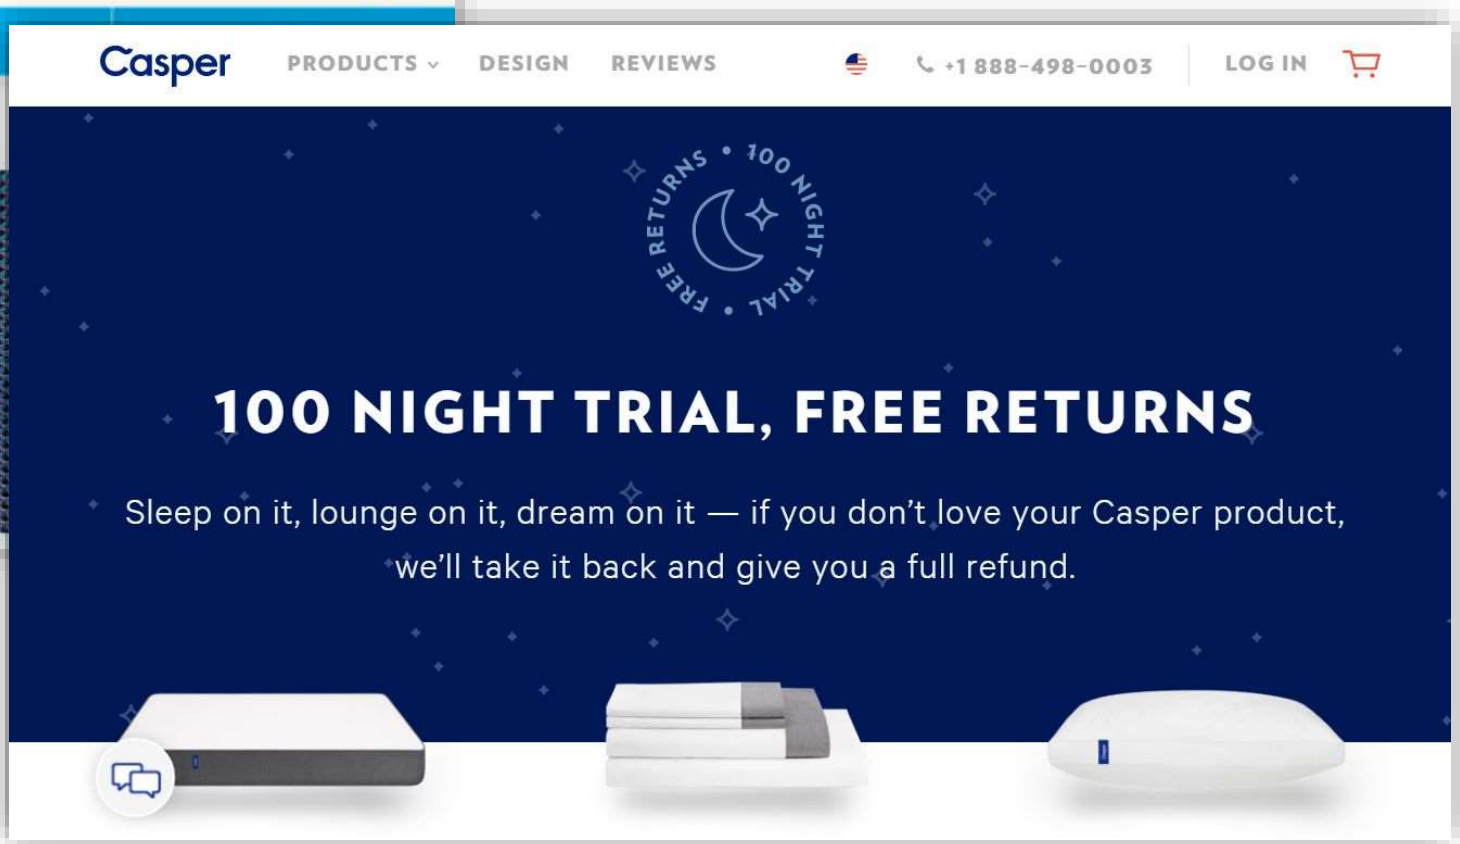 Casper
PRODUCTS
DESIGN
REVIEWS
+1 888-498-0003
LOG IN
FREE RETURNS • 100 NIGHT TRIAL •
100 NIGHT TRIAL, FREE RETURNS
Sleep on it, lounge on it, dream on it — if you don’t love your Casper product,
we’ll take it back and give you a full refund.